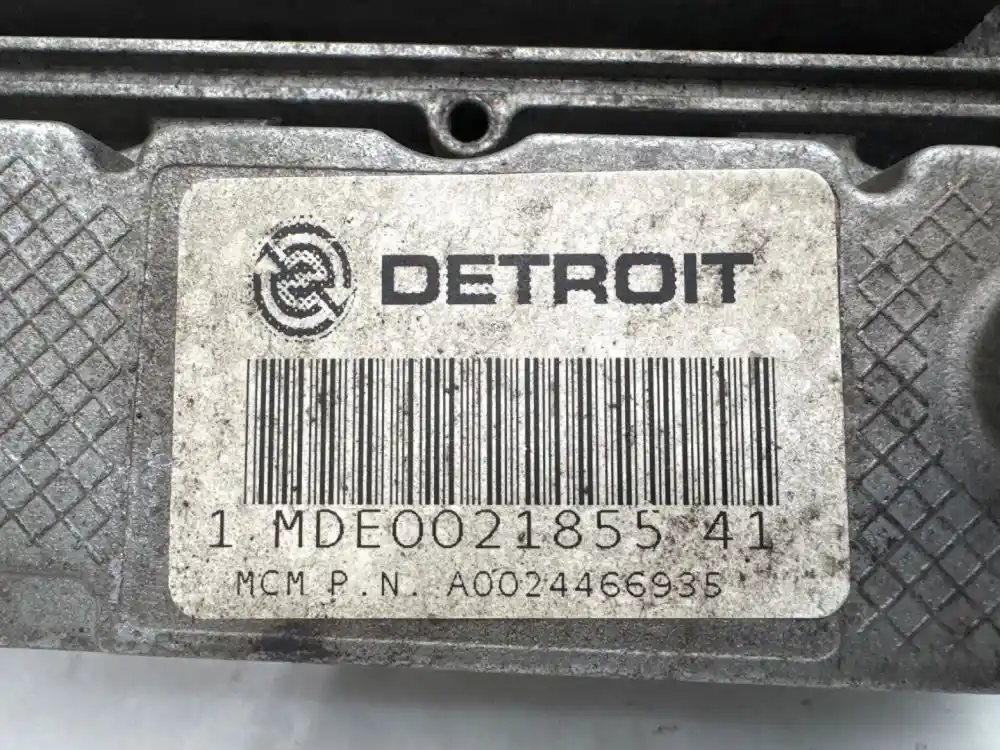 DETROIT
1 MDE0021855 41
MCM P.N. A0024466935